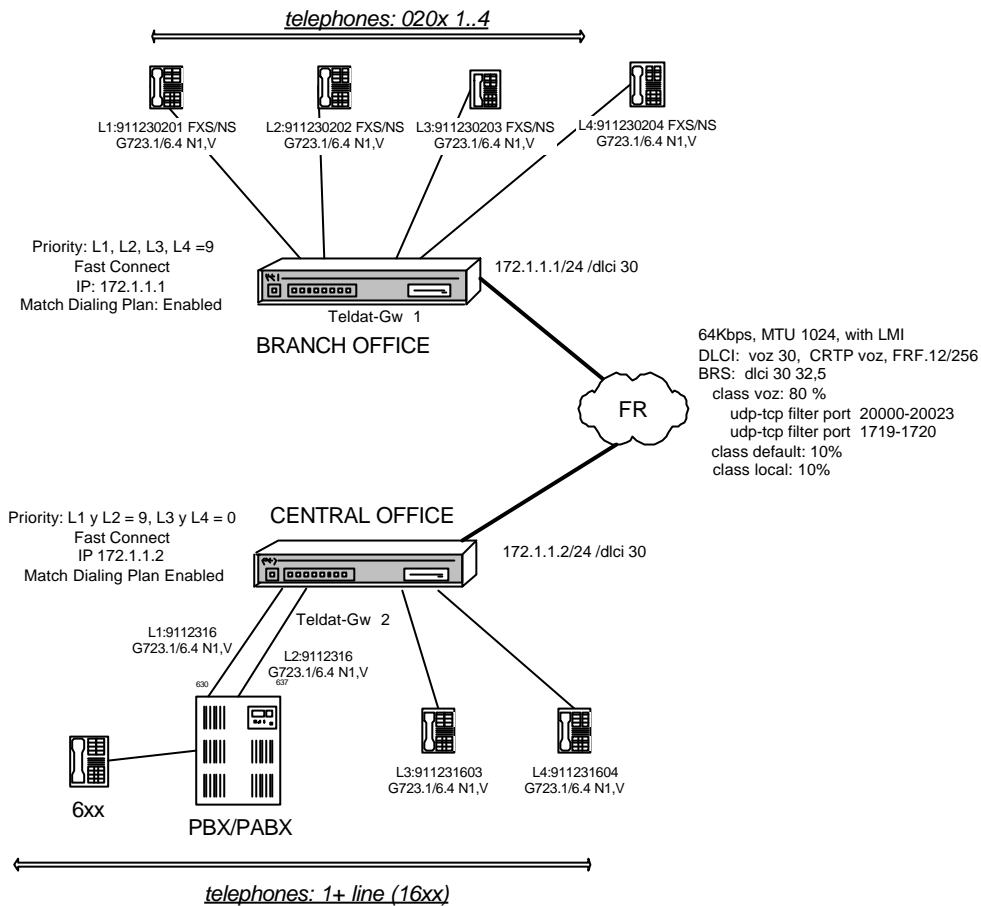 telephones: 020x 1..4
L1:911230201 FXS/NS
G723.1/6.4 N1,V
L2:911230202 FXS/NS
G723.1/6.4 N1,V
L3:911230203 FXS/NS
G723.1/6.4 N1,V
L4:911230204 FXS/NS
G723.1/6.4 N1,V
Priority: L1, L2, L3, L4 =9
Fast Connect
IP: 172.1.1.1
Match Dialing Plan: Enabled
172.1.1.1/24 /dlci 30
Teldat-Gw 1
BRANCH OFFICE
64Kbps, MTU 1024, with LMI
DLCI: voz 30, CRTP voz, FRF.12/256
BRS: dlci 30 32,5
class voz: 80 %
udp-tcp filter port 20000-20023
udp-tcp filter port 1719-1720
class default: 10%
class local: 10%
FR
Priority: L1 y L2 = 9, L3 y L4 = 0
Fast Connect
IP 172.1.1.2
Match Dialing Plan Enabled
CENTRAL OFFICE
172.1.1.2/24 /dlci 30
Teldat-Gw 2
L1:9112316
G723.1/6.4 N1,V
L2:9112316
G723.1/6.4 N1,V
630
637
L3:911231603
G723.1/6.4 N1,V
L4:911231604
G723.1/6.4 N1,V
6xx
PBX/PABX
telephones: 1+ line (16xx)